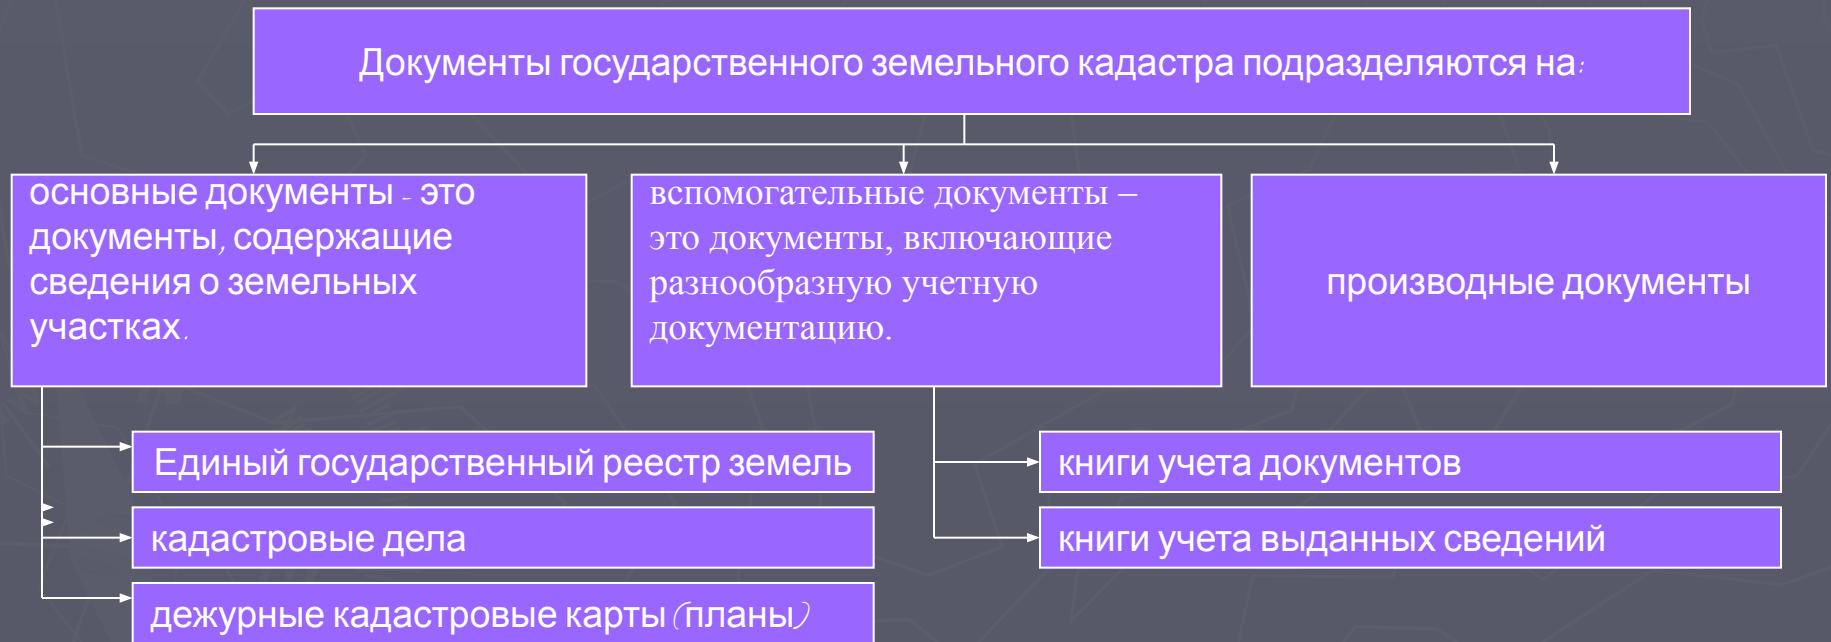 Документы государственного земельного кадастра подразделяются на:
основные документы - это
документы, содержащие
сведения о земельных
участках.
вспомогательные документы –
это документы, включающие
разнообразную учетную
документацию.
производные документы
Единый государственный реестр земель
кадастровые дела
дежурные кадастровые карты (планы)
книги учета документов
книги учета выданных сведений